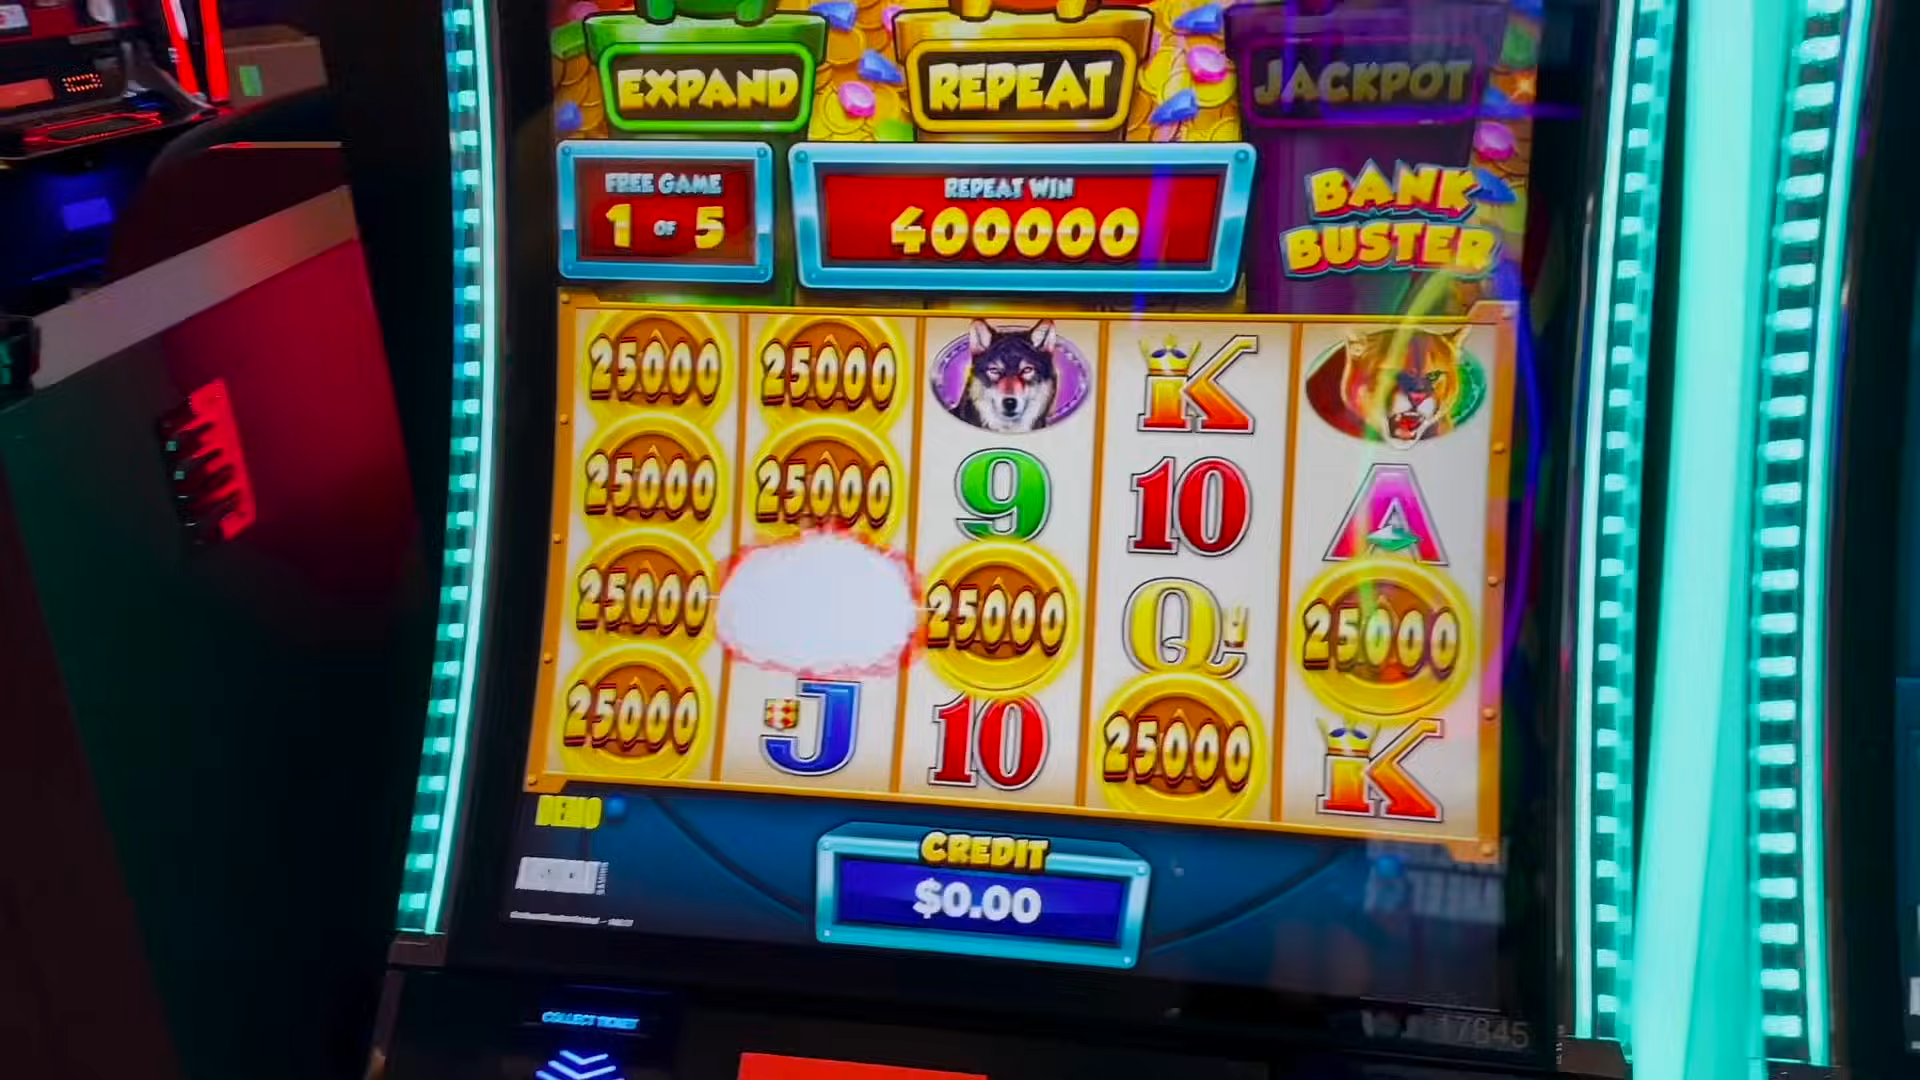 EXPAND REPEAT JACKPOT
FREE GAME
1 OF 5
REPEAT WIN
400000
BANK
BUSTER
25000 25000 K
25000 25000 9 10 A
25000 25000 Q 25000
25000 J 10 25000 K
DEMO
CREDIT
$0.00
COLLECT TICKET
17845